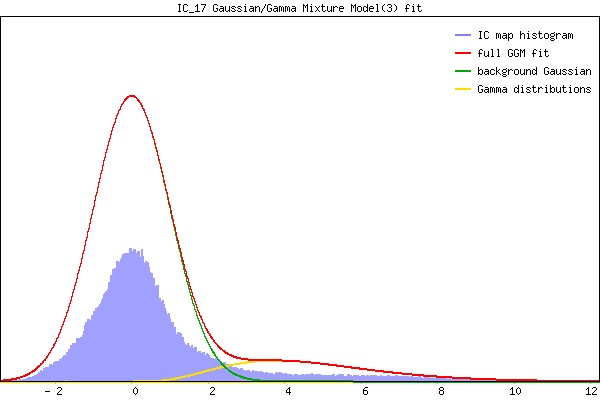 IC_17 Gaussian/Gamma Mixture Model(3) fit
IC map histogram
full GGM fit
background Gaussian
Gamma distributions
-2 0 2 4 6 8 10 12